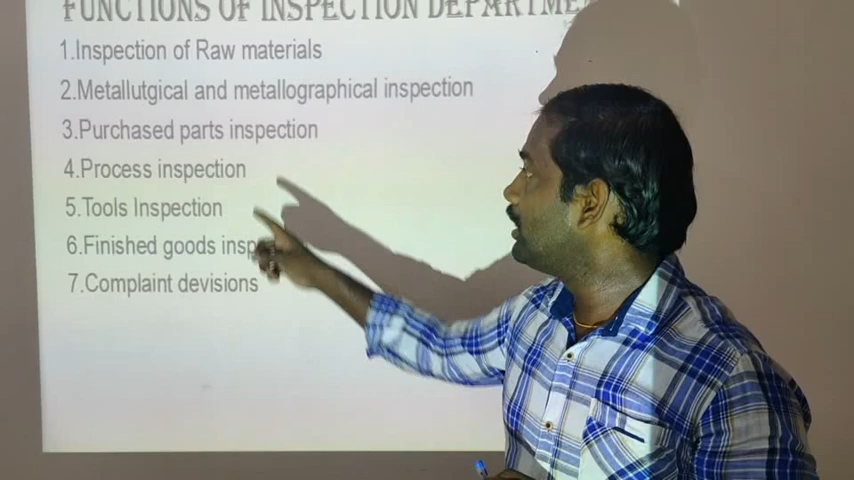 FUNCTIONS OF INSPECTION
1.Inspection of Raw materials
2.Metallutgical and metallographical inspection
3.Purchased parts inspection
4.Process inspection
5.Tools Inspection
6.Finished goods
7.Complaint devisions